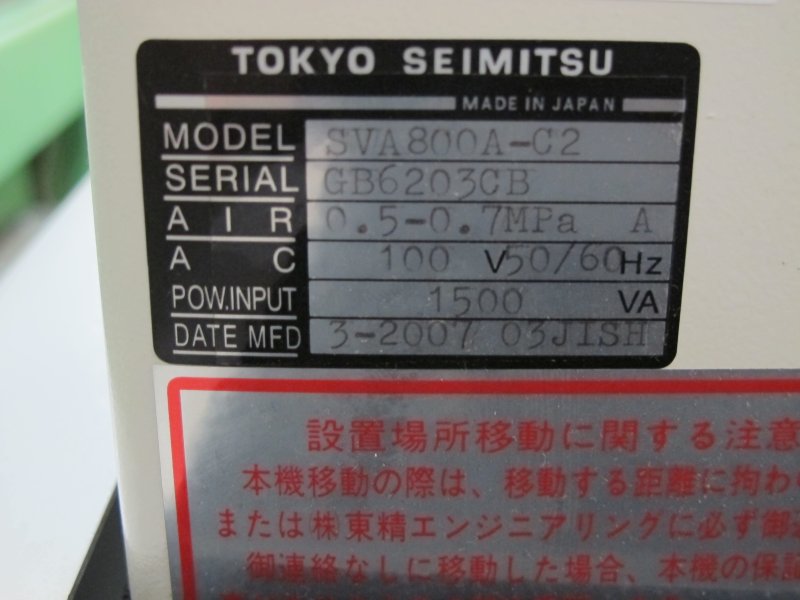 TOKYO SEIMITSU
MADE IN JAPAN
MODEL SVA800A-C2
SERIAL GB6203CB
AIR 0.5-0.7MPa A
AC 100 V50/60Hz
POW.INPUT 1500 VA
DATE MFD 3-2007 03JISH
設置場所移動に関する注意
本機移動の際は、移動する距離に拘わ
または㈱東精エンジニアリングに必ず御
御連絡なしに移動した場合、本機の保証